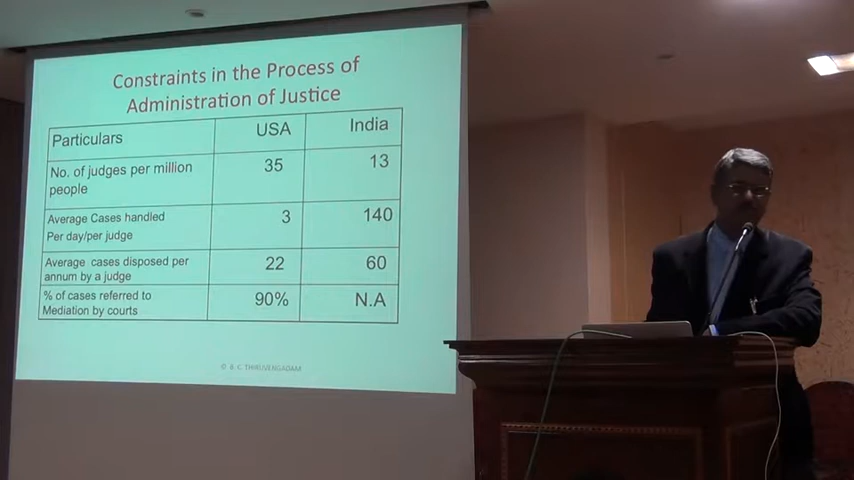 Constraints in the Process of
Administration of Justice
Particulars USA India
No. of judges per million
people 35 13
Average Cases handled
Per day/per judge 3 140
Average cases disposed per
annum by a judge 22 60
% of cases referred to
Mediation by courts 90% N.A
© B. C. THIRUVENGADAM